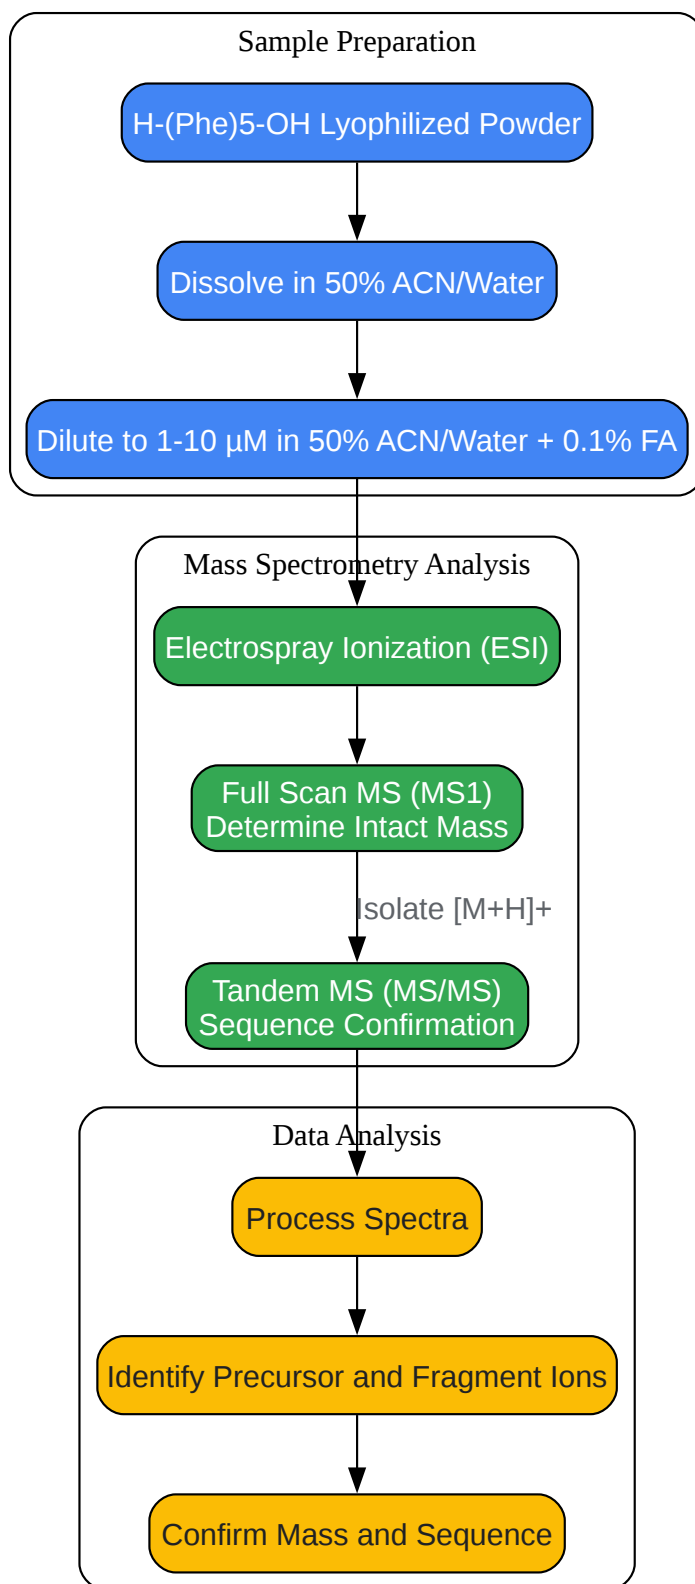 Sample Preparation
H-(Phe)5-OH Lyophilized Powder
Dissolve in 50% ACN/Water
Dilute to 1-10 µM in 50% ACN/Water + 0.1% FA
Mass Spectrometry Analysis
Electrospray Ionization (ESI)
Full Scan MS (MS1)
Determine Intact Mass
Isolate [M+H]+
Tandem MS (MS/MS)
Sequence Confirmation
Data Analysis
Process Spectra
Identify Precursor and Fragment Ions
Confirm Mass and Sequence